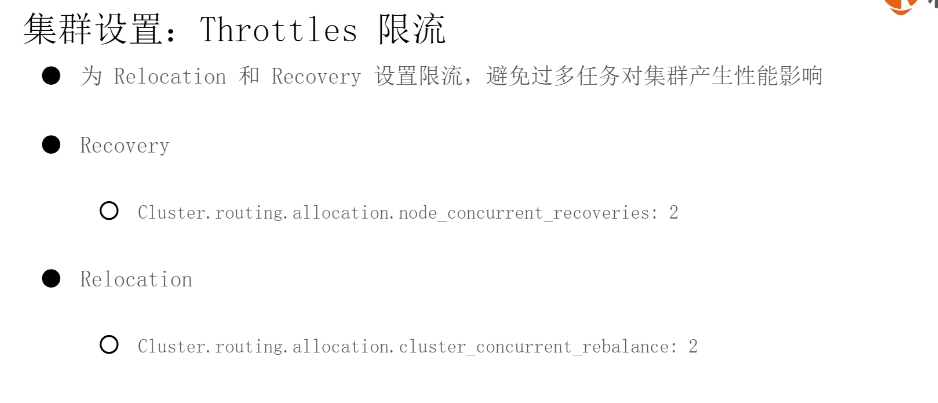 集群设置：Throttles 限流
为 Relocation 和 Recovery 设置限流，避免过多任务对集群产生性能影响
Recovery
Cluster.routing.allocation.node_concurrent_recoveries: 2
Relocation
Cluster.routing.allocation.cluster_concurrent_rebalance: 2